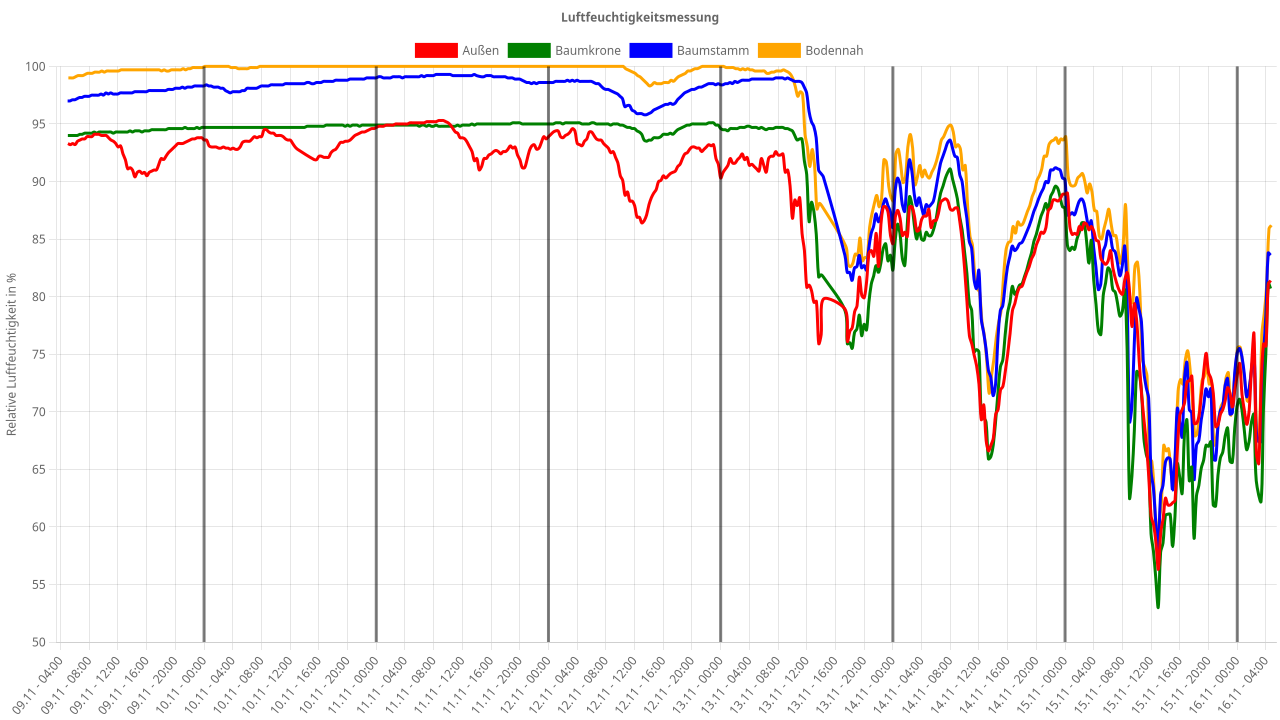 Luftfeuchtigkeitsmessung
Außen Baumkrone Baumstamm Bodennah
Relative Luftfeuchtigkeit in %
100
95
90
85
80
75
70
65
60
55
50
09.11 - 04:00
09.11 - 08:00
09.11 - 12:00
09.11 - 16:00
09.11 - 20:00
10.11 - 00:00
10.11 - 04:00
10.11 - 08:00
10.11 - 12:00
10.11 - 16:00
10.11 - 20:00
11.11 - 00:00
11.11 - 04:00
11.11 - 08:00
11.11 - 12:00
11.11 - 16:00
11.11 - 20:00
12.11 - 00:00
12.11 - 04:00
12.11 - 08:00
12.11 - 12:00
12.11 - 16:00
12.11 - 20:00
13.11 - 00:00
13.11 - 04:00
13.11 - 08:00
13.11 - 12:00
13.11 - 16:00
13.11 - 20:00
14.11 - 00:00
14.11 - 04:00
14.11 - 08:00
14.11 - 12:00
14.11 - 16:00
14.11 - 20:00
15.11 - 00:00
15.11 - 04:00
15.11 - 08:00
15.11 - 12:00
15.11 - 16:00
15.11 - 20:00
16.11 - 00:00
16.11 - 04:00